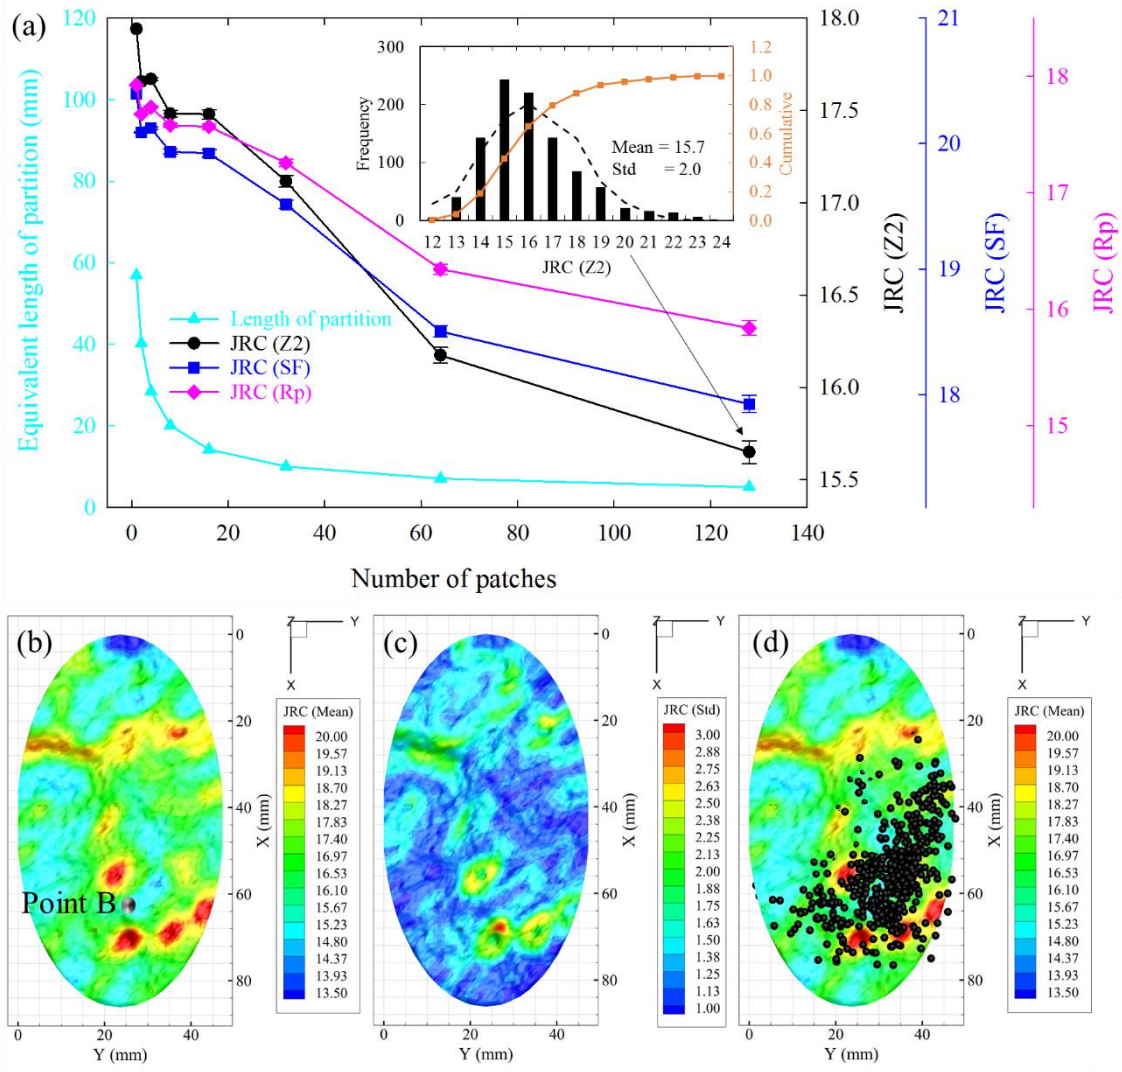 (a)
Equivalent length of partition (mm)
120
100
80
60
40
20
0
Length of partition
JRC (Z2)
JRC (SF)
JRC (Rp)
Frequency
300
200
100
0
Mean = 15.7
Std = 2.0
1.2
1.0
0.8
0.6
0.4
0.2
0.0
Cumulative
12 13 14 15 16 17 18 19 20 21 22 23 24
JRC (Z2)
18.0
17.5
17.0
16.5
16.0
15.5
JRC (Z2)
21
20
19
18
JRC (SF)
18
17
16
15
JRC (Rp)
0 20 40 60 80 100 120 140
Number of patches
(b)
Z Y
X
Point B
JRC (Mean)
20.00
19.57
19.13
18.70
18.27
17.83
17.40
16.97
16.53
16.10
15.67
15.23
14.80
14.37
13.93
13.50
0
20
40
60
80
X (mm)
0 20 40
Y (mm)
(c)
Z Y
X
JRC (Std)
3.00
2.88
2.75
2.63
2.50
2.38
2.25
2.13
2.00
1.88
1.75
1.63
1.50
1.38
1.25
1.13
1.00
0
20
40
60
80
X (mm)
0 20 40
Y (mm)
(d)
Z Y
X
JRC (Mean)
20.00
19.57
19.13
18.70
18.27
17.83
17.40
16.97
16.53
16.10
15.67
15.23
14.80
14.37
13.93
13.50
0
20
40
60
80
X (mm)
0 20 40
Y (mm)